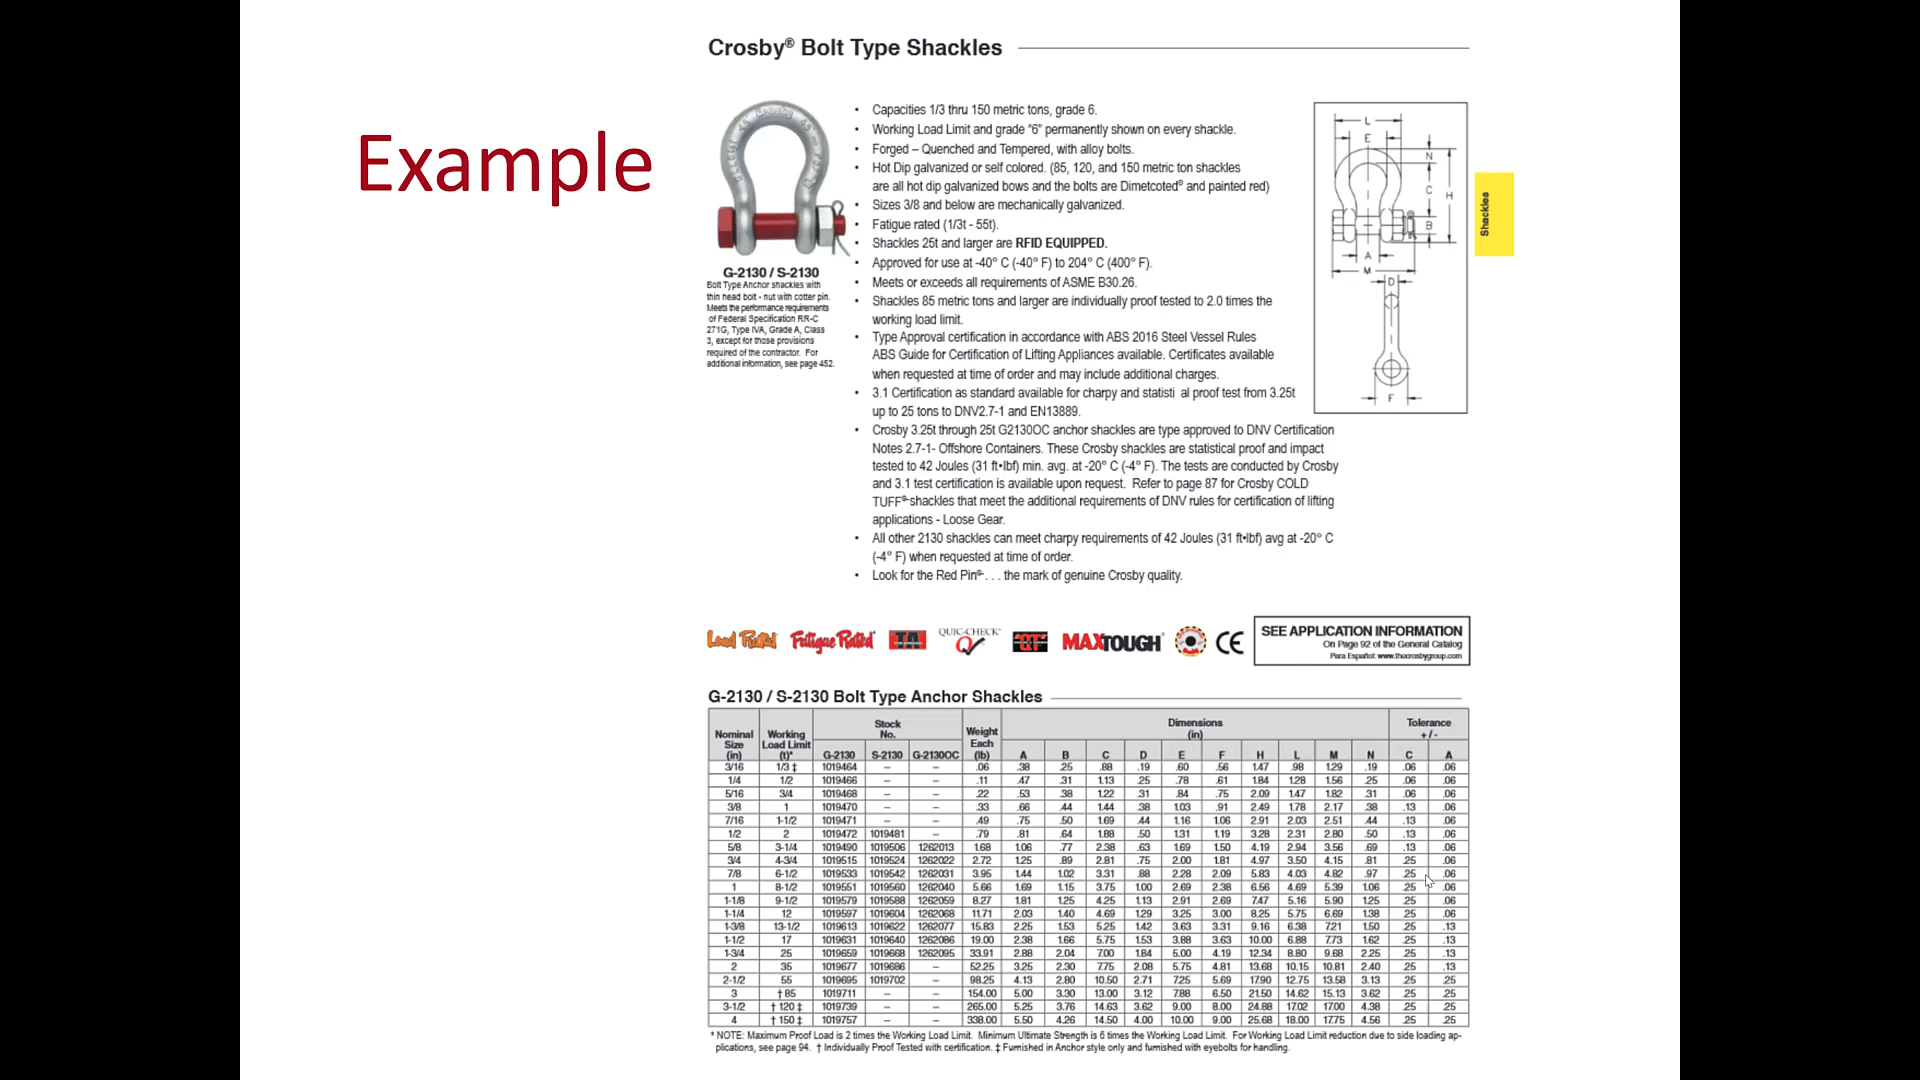 Crosby® Bolt Type Shackles
Example
• Capacities 1/3 thru 150 metric tons, grade 6.
• Working Load Limit and grade “6” permanently shown on every shackle.
• Forged – Quenched and Tempered, with alloy bolts.
• Hot Dip galvanized or self colored. (85, 120, and 150 metric ton shackles
are all hot dip galvanized bows and the bolts are Dimetcoted® and painted red)
• Sizes 3/8 and below are mechanically galvanized.
• Fatigue rated (1/3t - 55t).
• Shackles 25t and larger are RFID EQUIPPED.
• Approved for use at -40° C (-40° F) to 204° C (400° F).
• Meets or exceeds all requirements of ASME B30.26.
• Shackles 85 metric tons and larger are individually proof tested to 2.0 times the
working load limit.
• Type Approval certification in accordance with ABS 2016 Steel Vessel Rules
ABS Guide for Certification of Lifting Appliances available. Certificates available
when requested at time of order and may include additional charges.
• 3.1 Certification as standard available for charpy and statisti al proof test from 3.25t
up to 25 tons to DNV2.7-1 and EN13889.
• Crosby 3.25t through 25t G2130OC anchor shackles are type approved to DNV Certification
Notes 2.7-1- Offshore Containers. These Crosby shackles are statistical proof and impact
tested to 42 Joules (31 ft•lbf) min. avg. at -20° C (-4° F). The tests are conducted by Crosby
and 3.1 test certification is available upon request. Refer to page 87 for Crosby COLD
TUFF® shackles that meet the additional requirements of DNV rules for certification of lifting
applications - Loose Gear.
• All other 2130 shackles can meet charpy requirements of 42 Joules (31 ft•lbf) avg at -20° C
(-4° F) when requested at time of order.
• Look for the Red Pin® . . . the mark of genuine Crosby quality.
G-2130 / S-2130
Bolt Type Anchor shackles with
thin head bolt - nut with cotter pin.
Meets the performance requirements
of Federal Specification RR-C
271G, Type IVA, Grade A, Class
3, except for those provisions
required of the contractor. For
additional information, see page 452.
L
E
N
C
H
B
A
M
D
F
Shackles
Load Rated Fatigue Rated TA QUIC-CHECK® QT MAXTOUGH® CE
SEE APPLICATION INFORMATION
On Page 92 of the General Catalog
Para Español: www.thecrosbygroup.com
G-2130 / S-2130 Bolt Type Anchor Shackles
Nominal Size (in) Working Load Limit (t)* Stock No. Weight Each (lb) Dimensions (in) Tolerance +/-
G-2130 S-2130 G-2130OC A B C D E F H L M N C A
3/16 1/3 ‡ 1019464 – – .06 .38 .25 .88 .19 .60 .56 1.47 .98 1.29 .19 .06 .06
1/4 1/2 1019466 – – .11 .47 .31 1.13 .25 .78 .61 1.84 1.28 1.56 .25 .06 .06
5/16 3/4 1019468 – – .22 .53 .38 1.22 .31 .84 .75 2.09 1.47 1.82 .31 .06 .06
3/8 1 1019470 – – .33 .66 .44 1.44 .38 1.03 .91 2.49 1.78 2.17 .38 .13 .06
7/16 1-1/2 1019471 – – .49 .75 .50 1.69 .44 1.16 1.06 2.91 2.03 2.51 .44 .13 .06
1/2 2 1019472 1019481 – .79 .81 .64 1.88 .50 1.31 1.19 3.28 2.31 2.80 .50 .13 .06
5/8 3-1/4 1019490 1019506 1262013 1.68 1.06 .77 2.38 .63 1.69 1.50 4.19 2.94 3.56 .69 .13 .06
3/4 4-3/4 1019515 1019524 1262022 2.72 1.25 .89 2.81 .75 2.00 1.81 4.97 3.50 4.15 .81 .25 .06
7/8 6-1/2 1019533 1019542 1262031 3.95 1.44 1.02 3.31 .88 2.28 2.09 5.83 4.03 4.82 .97 .25 .06
1 8-1/2 1019551 1019560 1262040 5.66 1.69 1.15 3.75 1.00 2.69 2.38 6.56 4.69 5.39 1.06 .25 .06
1-1/8 9-1/2 1019579 1019588 1262059 8.27 1.81 1.25 4.25 1.13 2.91 2.69 7.47 5.16 5.90 1.25 .25 .06
1-1/4 12 1019597 1019604 1262068 11.71 2.03 1.40 4.69 1.29 3.25 3.00 8.25 5.75 6.69 1.38 .25 .06
1-3/8 13-1/2 1019613 1019622 1262077 15.83 2.25 1.53 5.25 1.42 3.63 3.31 9.16 6.38 7.21 1.50 .25 .13
1-1/2 17 1019631 1019640 1262086 19.00 2.38 1.66 5.75 1.53 3.88 3.63 10.00 6.88 7.73 1.62 .25 .13
1-3/4 25 1019659 1019668 1262095 33.91 2.88 2.04 7.00 1.84 5.00 4.19 12.34 8.80 9.68 2.25 .25 .13
2 35 1019677 1019686 – 52.25 3.25 2.30 7.75 2.08 5.75 4.81 13.68 10.15 10.81 2.40 .25 .13
2-1/2 55 1019695 1019702 – 98.25 4.13 2.80 10.50 2.71 7.25 5.69 17.90 12.75 13.58 3.13 .25 .25
3 † 85 1019711 – – 154.00 5.00 3.30 13.00 3.12 7.88 6.50 21.50 14.62 15.13 3.62 .25 .25
3-1/2 † 120 ‡ 1019739 – – 265.00 5.25 3.76 14.63 3.62 9.00 8.00 24.88 17.02 17.00 4.38 .25 .25
4 † 150 ‡ 1019757 – – 338.00 5.50 4.26 14.50 4.00 10.00 9.00 25.68 18.00 17.75 4.56 .25 .25
* NOTE: Maximum Proof Load is 2 times the Working Load Limit. Minimum Ultimate Strength is 6 times the Working Load Limit. For Working Load Limit reduction due to side loading ap-
plications, see page 94. † Individually Proof Tested with certification. ‡ Furnished in Anchor style only and furnished with eyebolts for handling.